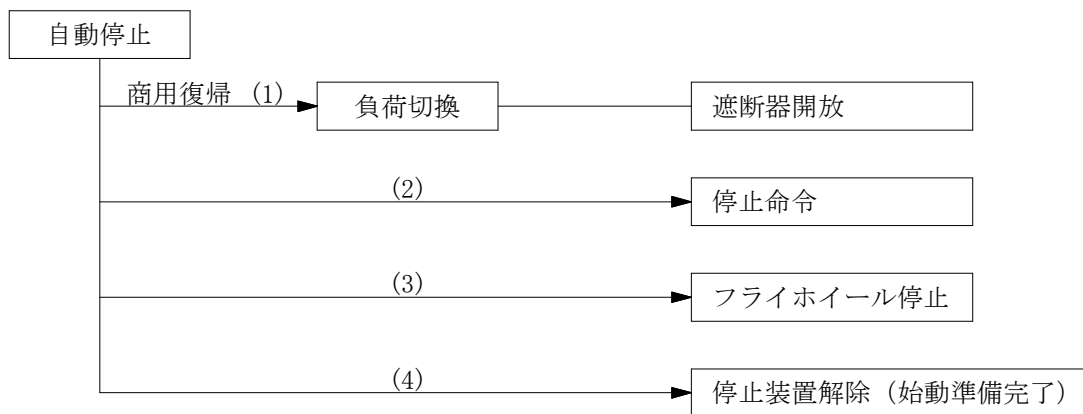 自動停止
商用復帰 (1)
負荷切換
遮断器開放
(2)
停止命令
(3)
フライホイール停止
(4)
停止装置解除(始動準備完了)